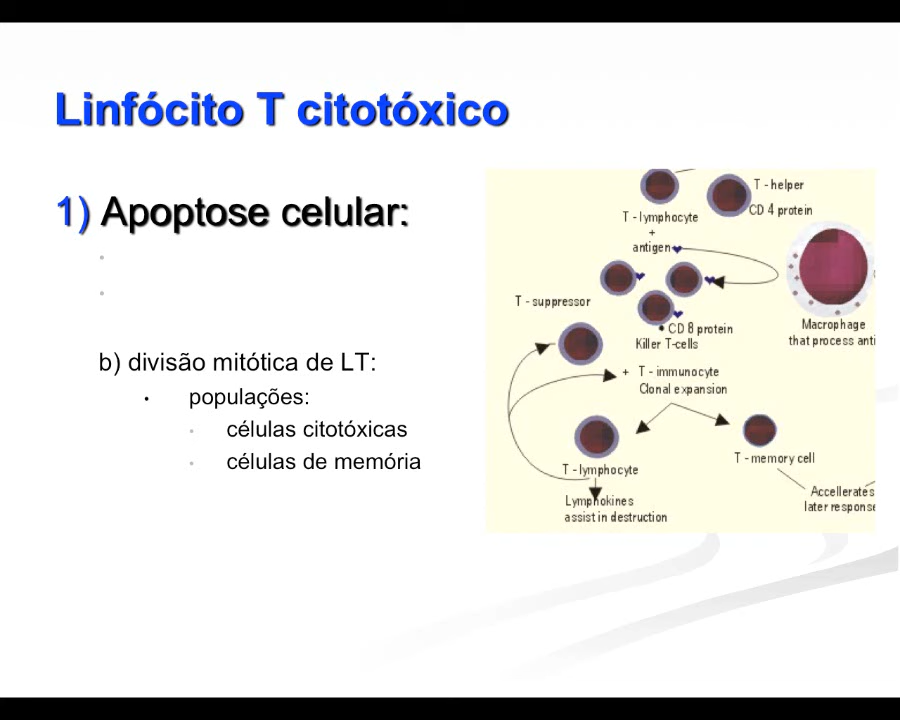 Linfócito T citotóxico
1) Apoptose celular:
b) divisão mitótica de LT:
• populações:
células citotóxicas
células de memória
T - helper
CD 4 protein
T - lymphocyte
+
antigen
T - suppressor
• CD 8 protein
Killer T-cells
Macrophage
that process anti
+ T - immunocyte
Clonal expansion
T - lymphocyte
T - memory cell
Lymphokines
assist in destruction
Accellerates
later response